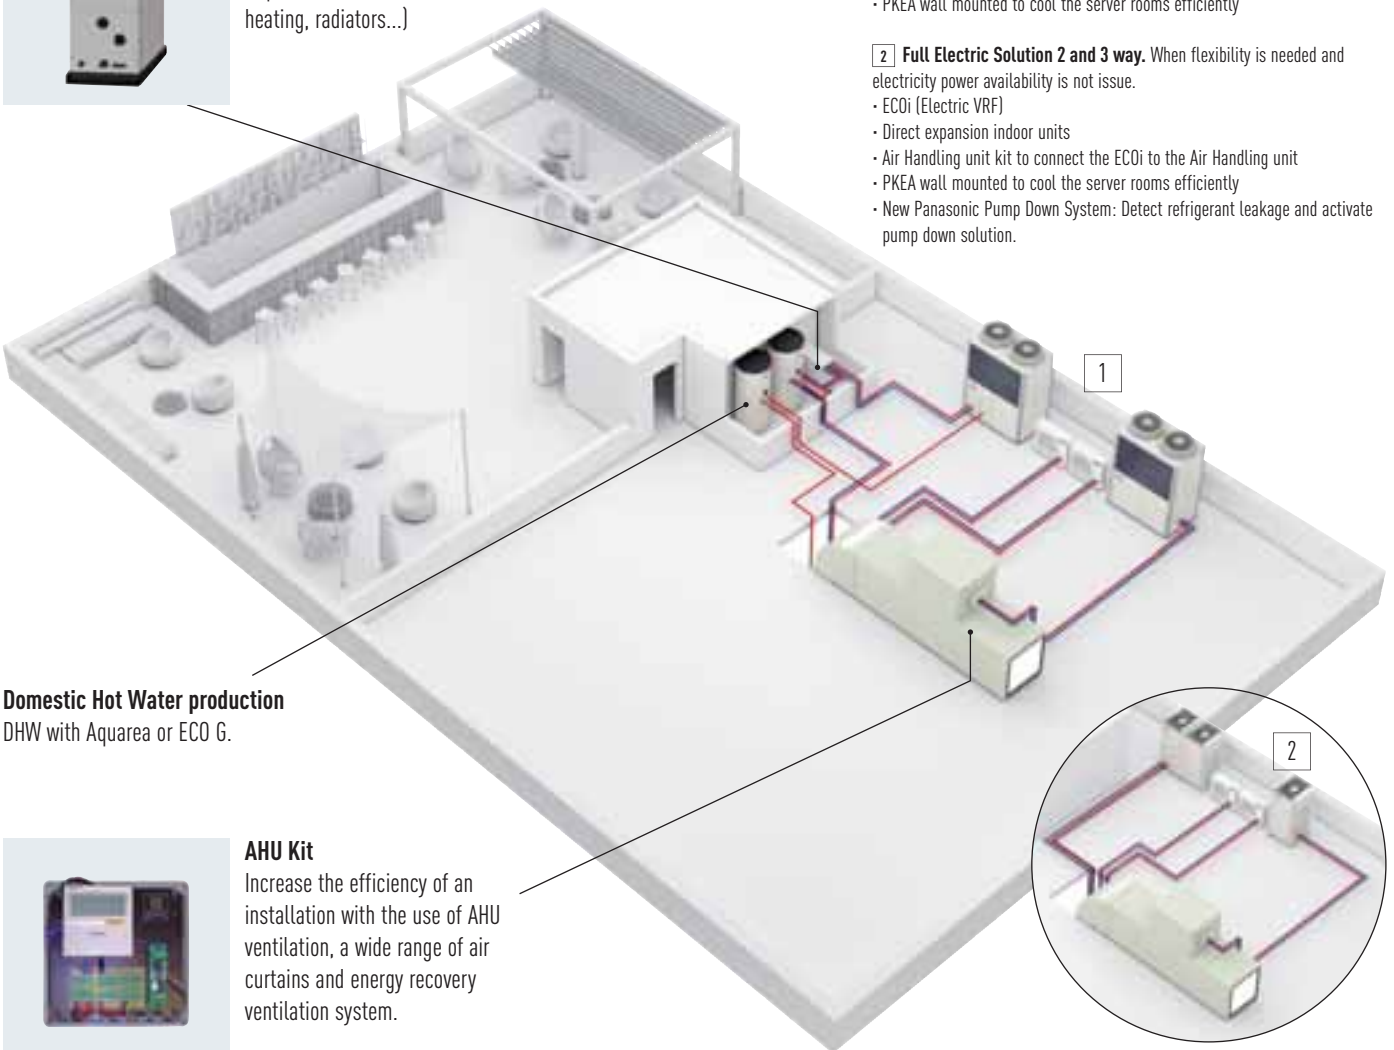 heating, radiators...)
• PKEA wall mounted to cool the server rooms efficiently
2 Full Electric Solution 2 and 3 way. When flexibility is needed and
electricity power availability is not issue.
• ECOi (Electric VRF)
• Direct expansion indoor units
• Air Handling unit kit to connect the ECOi to the Air Handling unit
• PKEA wall mounted to cool the server rooms efficiently
• New Panasonic Pump Down System: Detect refrigerant leakage and activate
pump down solution.
1
Domestic Hot Water production
DHW with Aquarea or ECO G.
2
AHU Kit
Increase the efficiency of an
installation with the use of AHU
ventilation, a wide range of air
curtains and energy recovery
ventilation system.